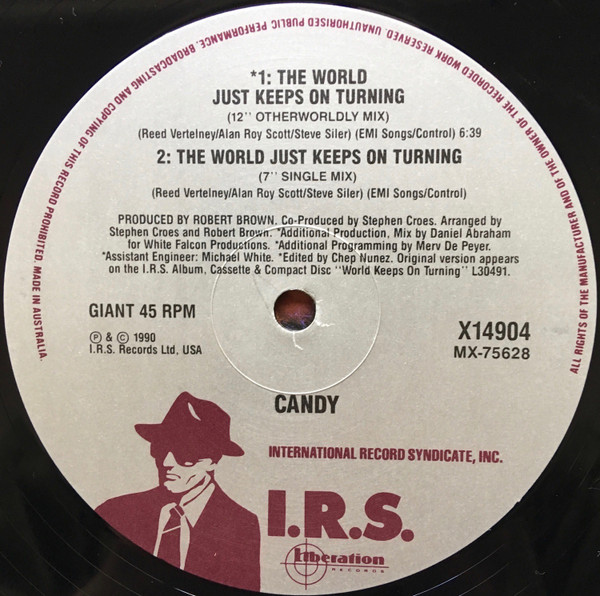 ALL RIGHTS OF THE MANUFACTURER AND OF THE OWNER OF THE RECORDED WORK RESERVED. UNAUTHORISED PUBLIC PERFORMANCE, BROADCASTING AND COPYING OF THIS RECORD PROHIBITED. MADE IN AUSTRALIA.
*1: THE WORLD
JUST KEEPS ON TURNING
(12'' OTHERWORLDLY MIX)
(Reed Vertelney/Alan Roy Scott/Steve Siler) (EMI Songs/Control) 6:39
2: THE WORLD JUST KEEPS ON TURNING
(7'' SINGLE MIX)
(Reed Vertelney/Alan Roy Scott/Steve Siler) (EMI Songs/Control)
PRODUCED BY ROBERT BROWN. Co-Produced by Stephen Croes. Arranged by
Stephen Croes and Robert Brown. *Additional Production, Mix by Daniel Abraham
for White Falcon Productions. *Additional Programming by Merv De Peyer.
*Assistant Engineer: Michael White. *Edited by Chep Nunez. Original version appears
on the I.R.S. Album, Cassette & Compact Disc ''World Keeps On Turning'' L30491.
GIANT 45 RPM
X14904
℗ & © 1990
I.R.S. Records Ltd, USA
MX-75628
CANDY
INTERNATIONAL RECORD SYNDICATE, INC.
I.R.S.
Liberation
RECORDS